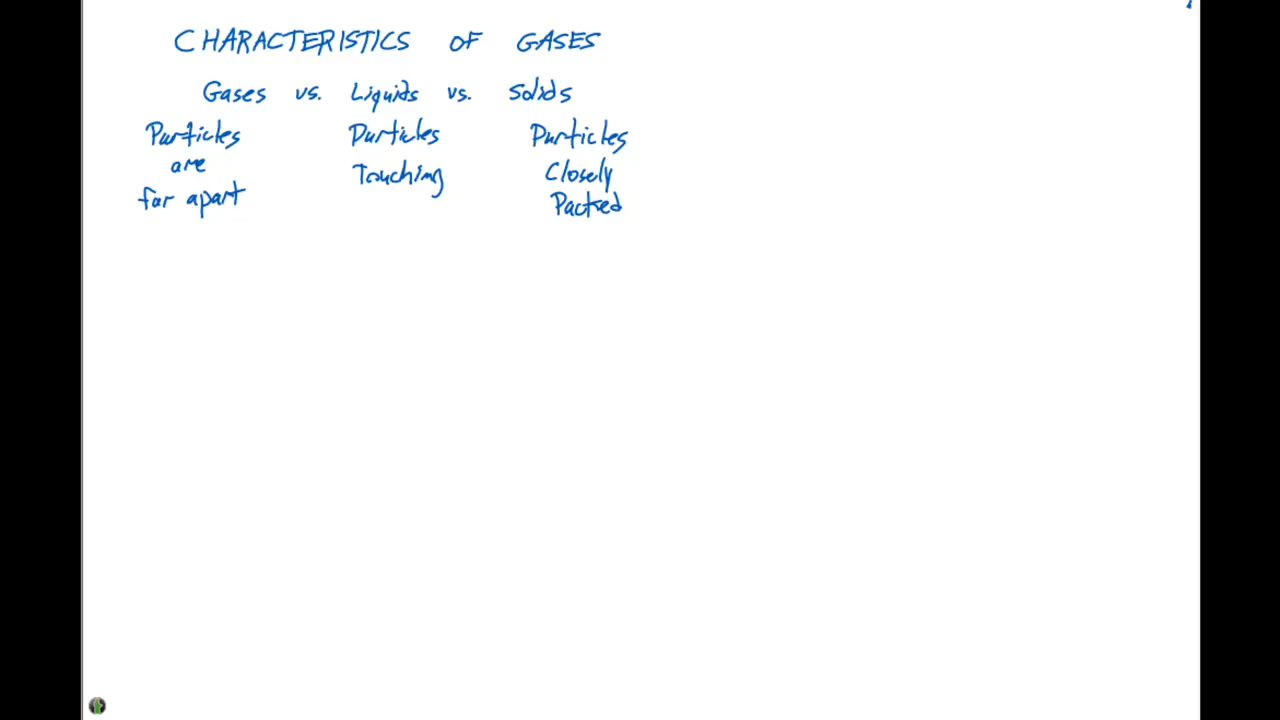 CHARACTERISTICS OF GASES
Gases vs. Liquids vs. Solids
Particles Particles Particles
are Touching Closely
far apart Packed